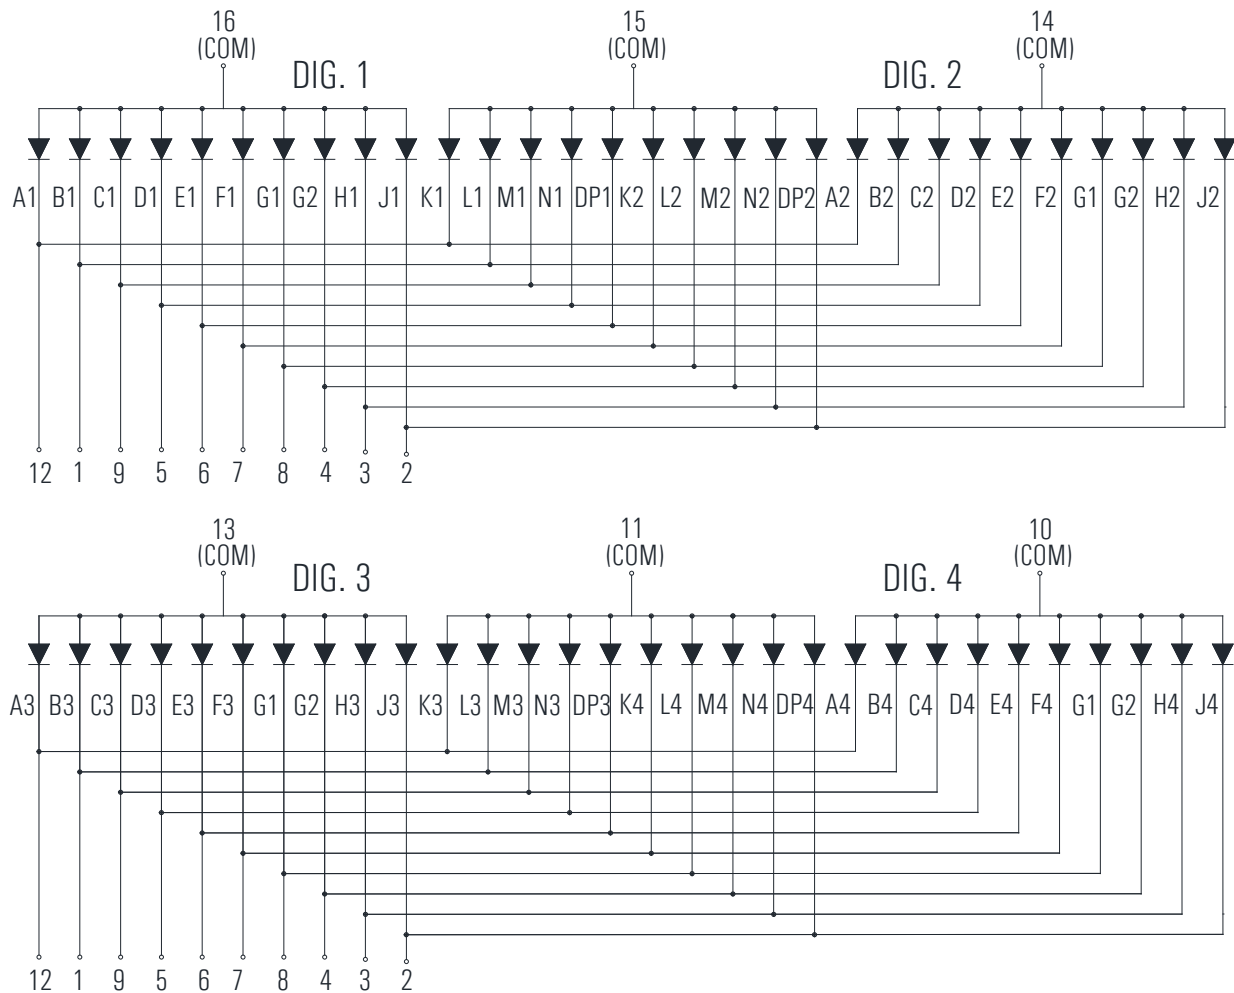 16 15 14
(COM) (COM) (COM)
DIG. 1 DIG. 2
A1 B1 C1 D1 E1 F1 G1 G2 H1 J1 K1 L1 M1 N1 DP1 K2 L2 M2 N2 DP2 A2 B2 C2 D2 E2 F2 G1 G2 H2 J2
12 1 9 5 6 7 8 4 3 2
13 11 10
(COM) (COM) (COM)
DIG. 3 DIG. 4
A3 B3 C3 D3 E3 F3 G1 G2 H3 J3 K3 L3 M3 N3 DP3 K4 L4 M4 N4 DP4 A4 B4 C4 D4 E4 F4 G1 G2 H4 J4
12 1 9 5 6 7 8 4 3 2